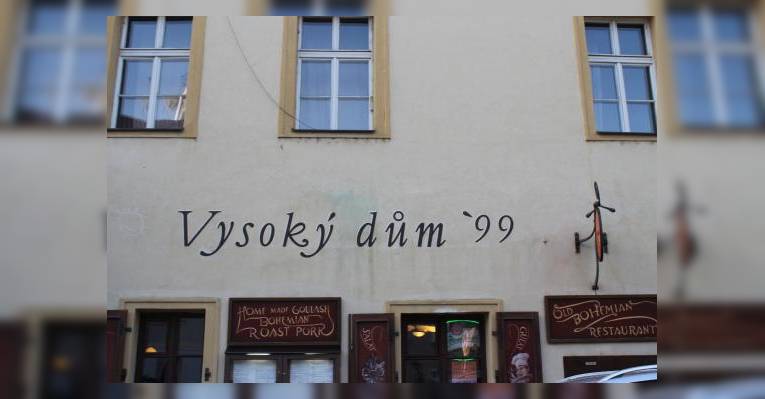 Vysoký dům `99
HOME MADE GOULASH
BOHEMIAN
ROAST PORK
OLD BOHEMIAN
RESTAURANT